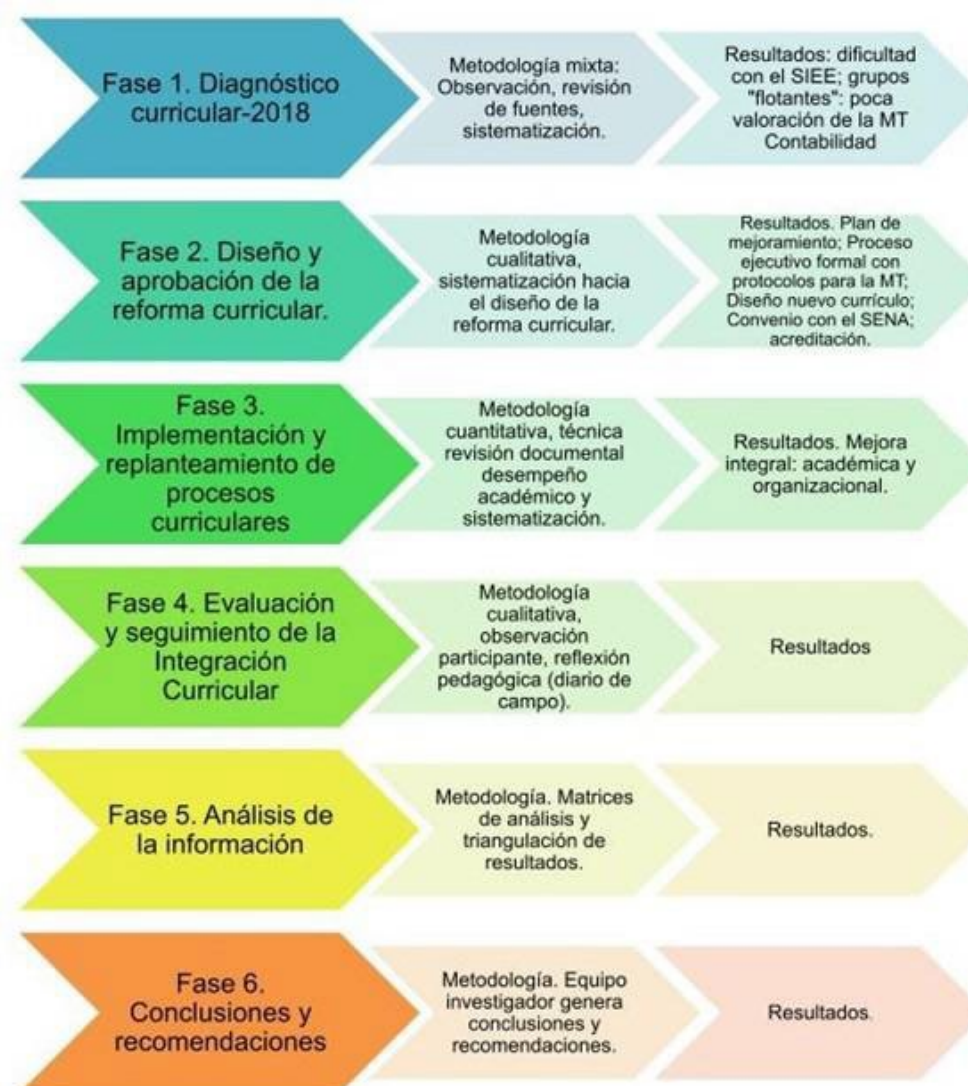 Fase 1. Diagnóstico
curricular-2018
Metodología mixta:
Observación, revisión
de fuentes,
sistematización.
Resultados: dificultad
con el SIEE; grupos
"flotantes": poca
valoración de la MT
Contabilidad
Fase 2. Diseño y
aprobación de la
reforma curricular.
Metodología
cualitativa,
sistematización hacia
el diseño de la
reforma curricular.
Resultados. Plan de
mejoramiento; Proceso
ejecutivo formal con
protocolos para la MT;
Diseño nuevo currículo;
Convenio con el SENA;
acreditación.
Fase 3.
Implementación y
replanteamiento de
procesos
curriculares
Metodología
cuantitativa, técnica
revisión documental
desempeño
académico y
sistematización.
Resultados. Mejora
integral: académica y
organizacional.
Fase 4. Evaluación
y seguimiento de la
Integración
Curricular
Metodología
cualitativa,
observación
participante, reflexión
pedagógica (diario de
campo).
Resultados
Fase 5. Análisis de
la información
Metodología. Matrices
de análisis y
triangulación de
resultados.
Resultados.
Fase 6.
Conclusiones y
recomendaciones
Metodología. Equipo
investigador genera
conclusiones y
recomendaciones.
Resultados.